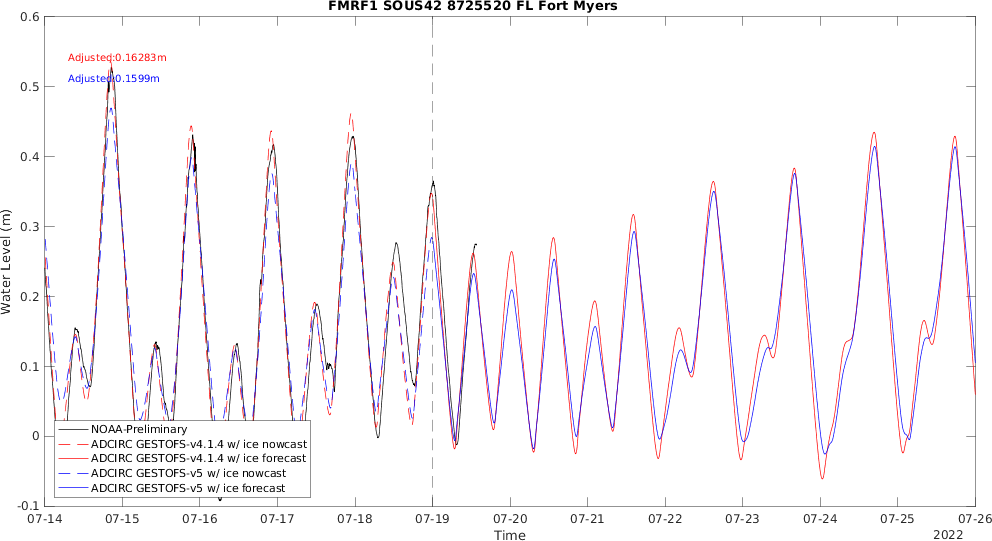 FMRF1 SOUS42 8725520 FL Fort Myers
Adjusted:0.16283m
Adjusted:0.1599m
Water Level (m)
0.6
0.5
0.4
0.3
0.2
0.1
0
-0.1
NOAA-Preliminary
ADCIRC GESTOFS-v4.1.4 w/ ice nowcast
ADCIRC GESTOFS-v4.1.4 w/ ice forecast
ADCIRC GESTOFS-v5 w/ ice nowcast
ADCIRC GESTOFS-v5 w/ ice forecast
07-14 07-15 07-16 07-17 07-18 07-19 07-20 07-21 07-22 07-23 07-24 07-25 07-26
Time
2022